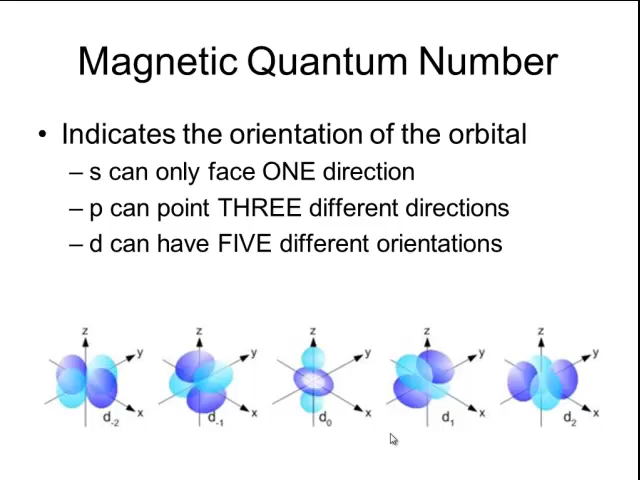 Magnetic Quantum Number
• Indicates the orientation of the orbital
– s can only face ONE direction
– p can point THREE different directions
– d can have FIVE different orientations
z y x d-2
z y x d-1
z y x d0
z y x d1
z y x d2